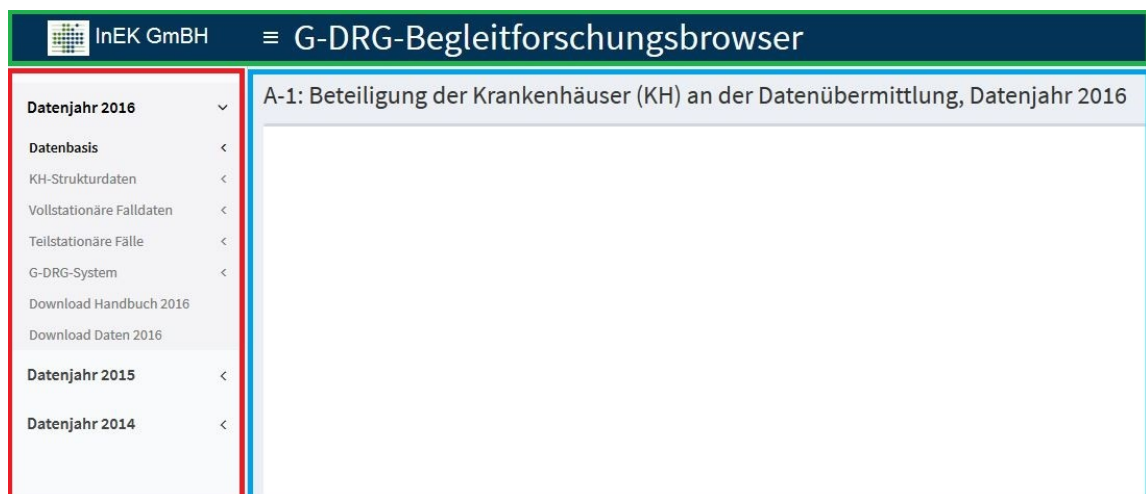 InEK GmBH
≡ G-DRG-Begleitforschungsbrowser
Datenjahr 2016
Datenbasis
KH-Strukturdaten
Vollstationäre Falldaten
Teilstationäre Fälle
G-DRG-System
Download Handbuch 2016
Download Daten 2016
Datenjahr 2015
Datenjahr 2014
A-1: Beteiligung der Krankenhäuser (KH) an der Datenübermittlung, Datenjahr 2016